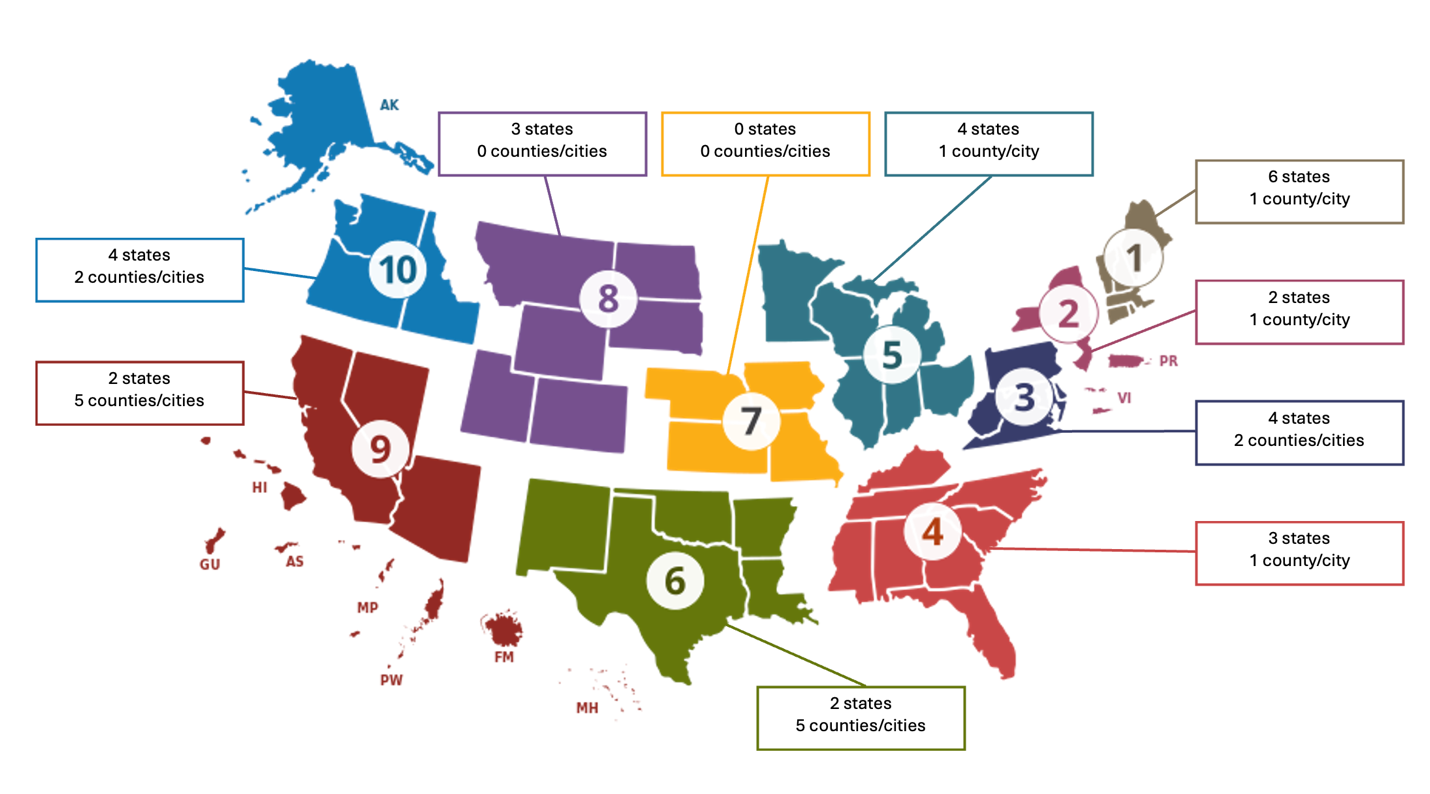 AK
3 states
0 counties/cities
0 states
0 counties/cities
4 states
1 county/city
6 states
1 county/city
4 states
2 counties/cities
10
8
5
1
2
2 states
1 county/city
PR
VI
2 states
5 counties/cities
9
7
3
4 states
2 counties/cities
HI
GU
AS
MP
PW
FM
MH
6
4
3 states
1 county/city
2 states
5 counties/cities